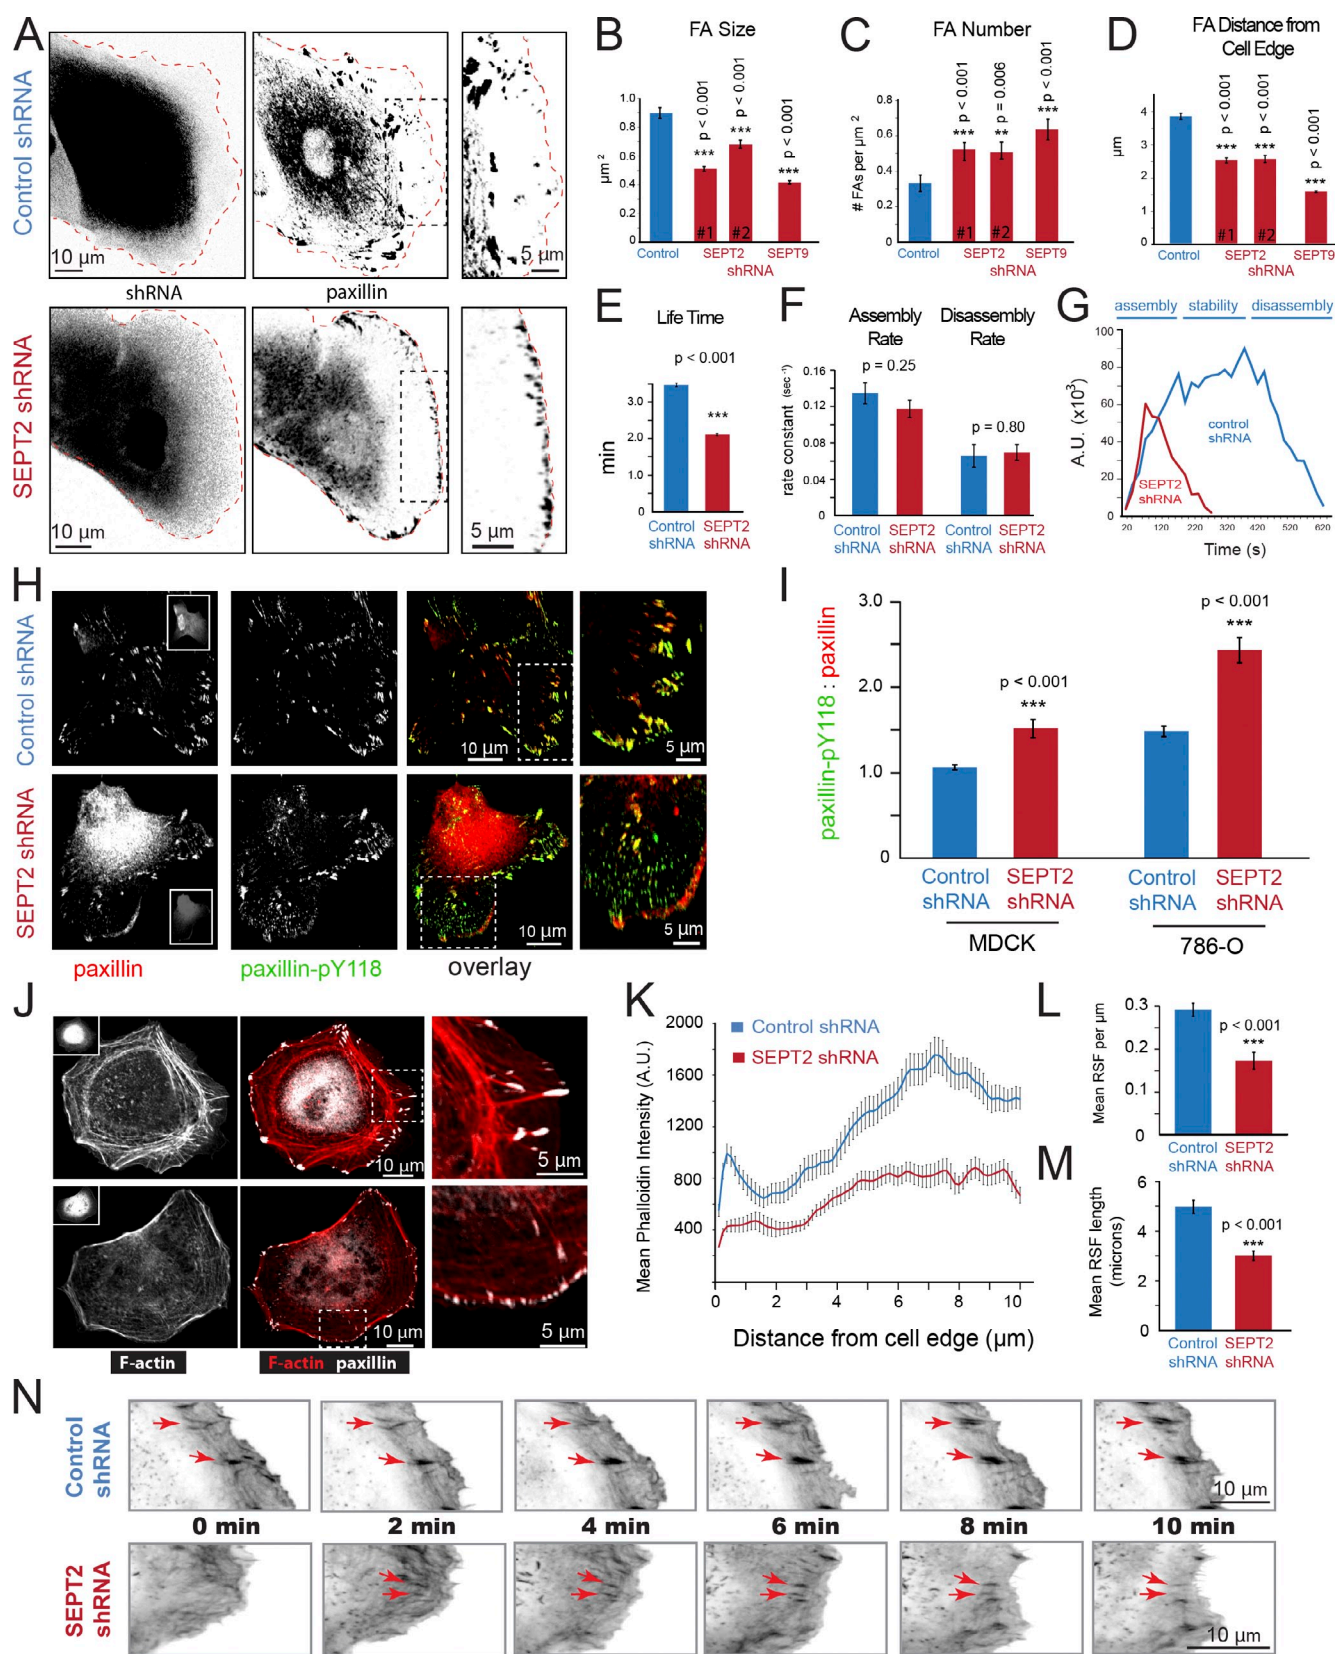 A
Control shRNA
10 µm
5 µm
shRNA
paxillin
SEPT2 shRNA
10 µm
5 µm
B
FA Size
µm²
1.0
0.8
0.6
0.4
0.2
0
p < 0.001
p < 0.001
p < 0.001
***
***
***
#1
#2
Control
SEPT2
SEPT9
shRNA
C
FA Number
# FAs per µm²
0.8
0.6
0.4
0.2
0
p < 0.001
p = 0.006
p < 0.001
***
**
***
#1
#2
Control
SEPT2
SEPT9
shRNA
D
FA Distance from
Cell Edge
µm
4
3
2
1
0
p < 0.001
p < 0.001
p < 0.001
***
***
***
#1
#2
Control
SEPT2
SEPT9
shRNA
E
Life Time
p < 0.001
***
min
3.0
2.0
1
0
Control
shRNA
SEPT2
shRNA
F
Assembly
Rate
Disassembly
Rate
p = 0.25
p = 0.80
rate constant (sec⁻¹)
0.16
0.12
0.08
0.04
0
Control
shRNA
SEPT2
shRNA
Control
shRNA
SEPT2
shRNA
G
assembly
stability
disassembly
A.U. (x10³)
100
80
60
40
20
0
control
shRNA
SEPT2
shRNA
20 120 220 320 420 520 620
Time (s)
H
Control shRNA
10 µm
5 µm
SEPT2 shRNA
10 µm
5 µm
paxillin
paxillin-pY118
overlay
I
paxillin-pY118 : paxillin
3.0
2.0
1.0
0
p < 0.001
***
p < 0.001
***
Control
shRNA
SEPT2
shRNA
Control
shRNA
SEPT2
shRNA
MDCK
786-O
J
10 µm
5 µm
10 µm
5 µm
F-actin
F-actin paxillin
K
Control shRNA
SEPT2 shRNA
Mean Phalloidin Intensity (A.U.)
2000
1600
1200
800
400
0 2 4 6 8 10
Distance from cell edge (µm)
L
Mean RSF per µm
0.3
0.2
0.1
0
p < 0.001
***
Control
shRNA
SEPT2
shRNA
M
Mean RSF length
(microns)
6
4
2
0
p < 0.001
***
Control
shRNA
SEPT2
shRNA
N
Control
shRNA
10 µm
0 min
2 min
4 min
6 min
8 min
10 min
SEPT2
shRNA
10 µm